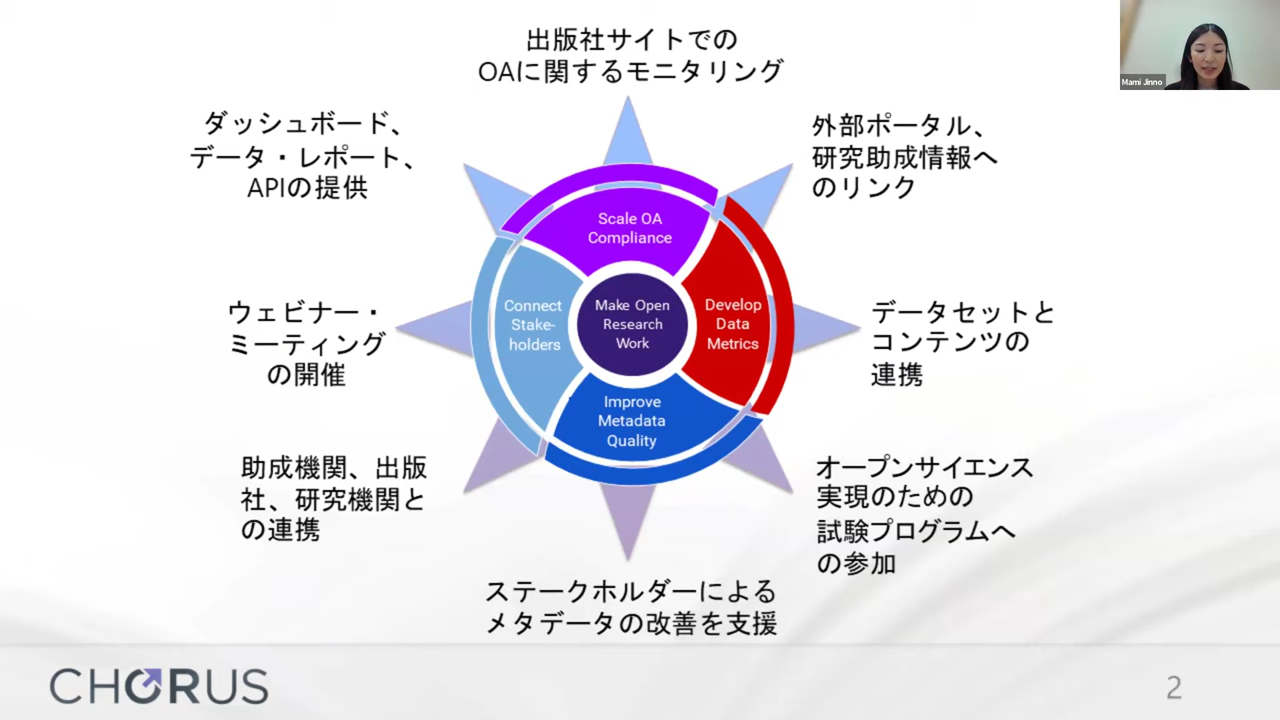 出版社サイトでの
OAに関するモニタリング
Mami Jinno
ダッシュボード、
データ・レポート、
APIの提供
外部ポータル、
研究助成情報へ
のリンク
Scale OA
Compliance
Connect
Stake-
holders
Make Open
Research
Work
Develop
Data
Metrics
Improve
Metadata
Quality
ウェビナー・
ミーティング
の開催
データセットと
コンテンツの
連携
助成機関、出版
社、研究機関と
の連携
オープンサイエンス
実現のための
試験プログラムへ
の参加
ステークホルダーによる
メタデータの改善を支援
CHORUS
2